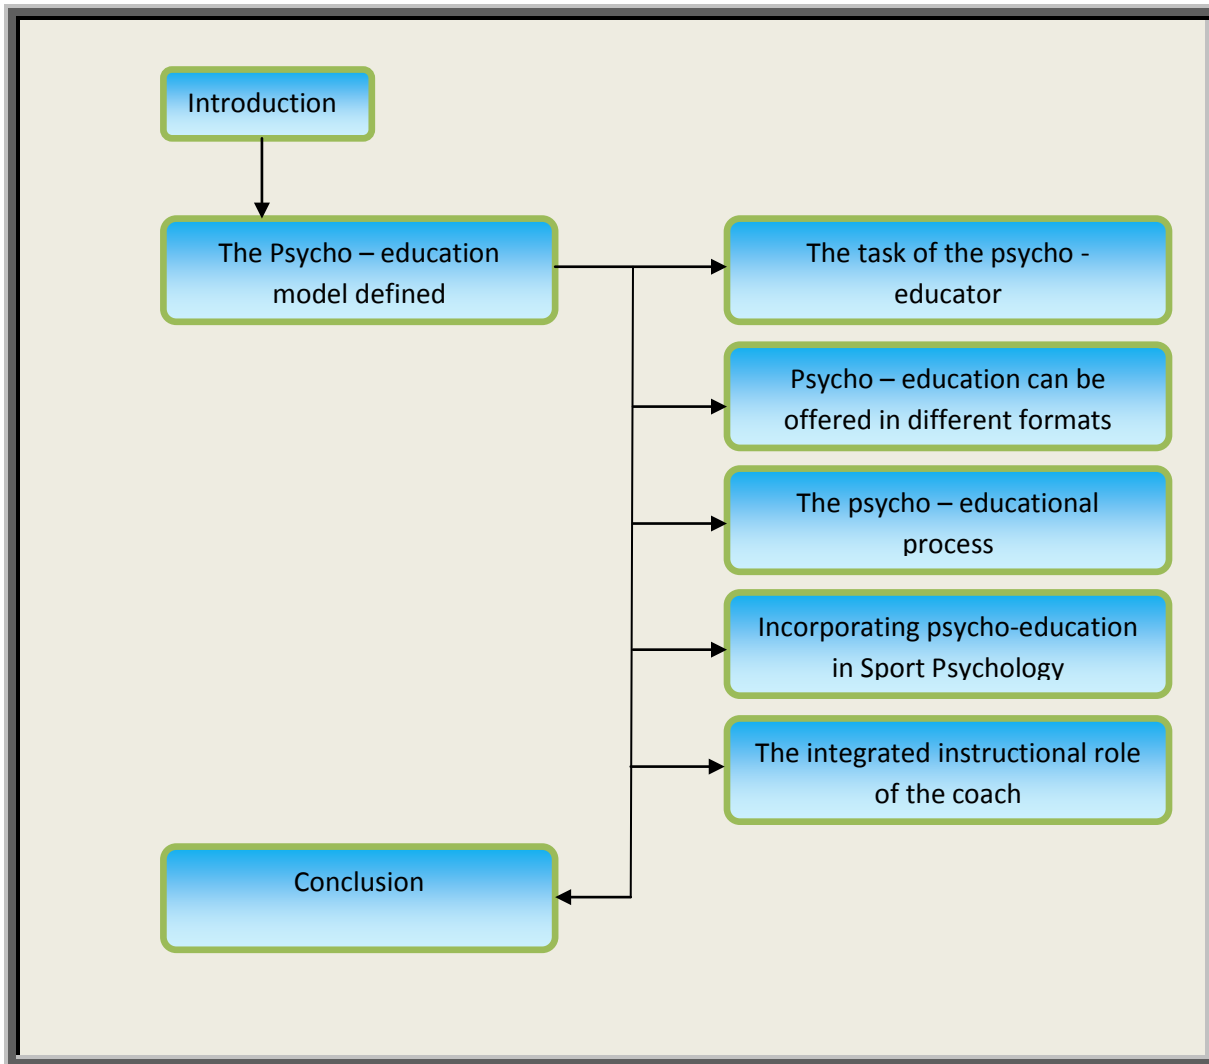 Introduction
The Psycho – education
model defined
The task of the psycho -
educator
Psycho – education can be
offered in different formats
The psycho – educational
process
Incorporating psycho-education
in Sport Psychology
The integrated instructional role
of the coach
Conclusion